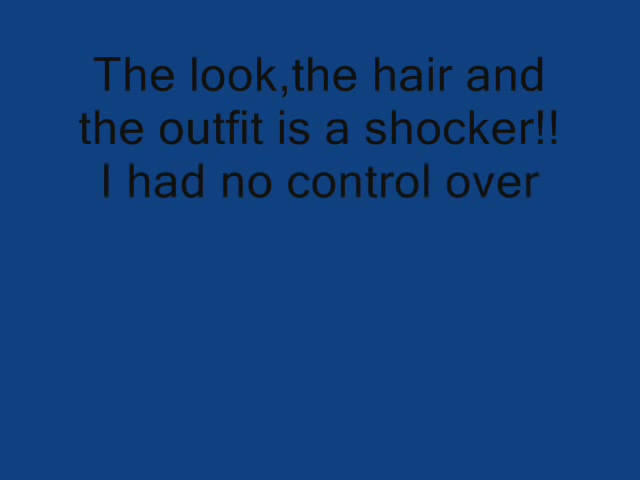 The look,the hair and
the outfit is a shocker!!
I had no control over